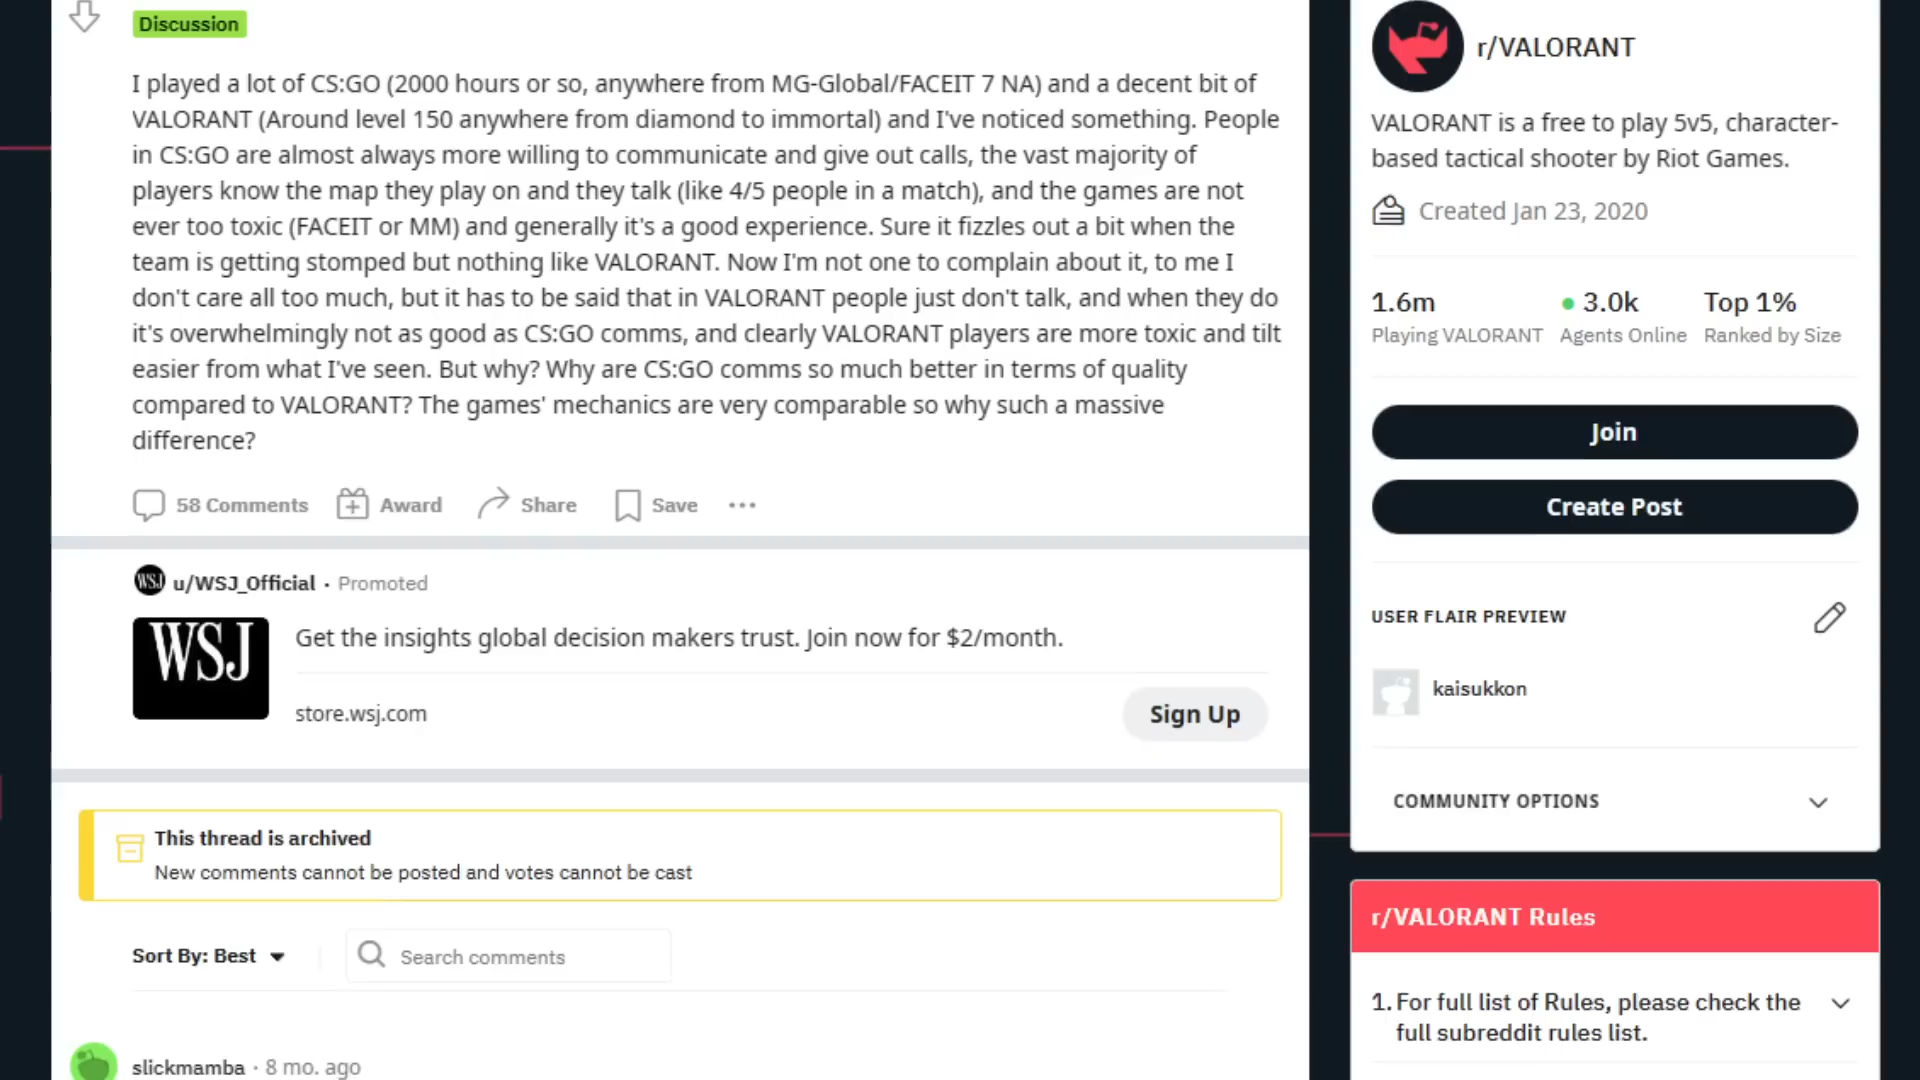 Discussion
I played a lot of CS:GO (2000 hours or so, anywhere from MG-Global/FACEIT 7 NA) and a decent bit of
VALORANT (Around level 150 anywhere from diamond to immortal) and I've noticed something. People
in CS:GO are almost always more willing to communicate and give out calls, the vast majority of
players know the map they play on and they talk (like 4/5 people in a match), and the games are not
ever too toxic (FACEIT or MM) and generally it's a good experience. Sure it fizzles out a bit when the
team is getting stomped but nothing like VALORANT. Now I'm not one to complain about it, to me I
don't care all too much, but it has to be said that in VALORANT people just don't talk, and when they do
it's overwhelmingly not as good as CS:GO comms, and clearly VALORANT players are more toxic and tilt
easier from what I've seen. But why? Why are CS:GO comms so much better in terms of quality
compared to VALORANT? The games' mechanics are very comparable so why such a massive
difference?
58 Comments Award Share Save
WSJ u/WSJ_Official · Promoted
WSJ
Get the insights global decision makers trust. Join now for $2/month.
store.wsj.com
Sign Up
This thread is archived
New comments cannot be posted and votes cannot be cast
Sort By: Best
Search comments
slickmamba · 8 mo. ago
r/VALORANT
VALORANT is a free to play 5v5, character-
based tactical shooter by Riot Games.
Created Jan 23, 2020
1.6m 3.0k Top 1%
Playing VALORANT Agents Online Ranked by Size
Join
Create Post
USER FLAIR PREVIEW
kaisukkon
COMMUNITY OPTIONS
r/VALORANT Rules
1. For full list of Rules, please check the
full subreddit rules list.